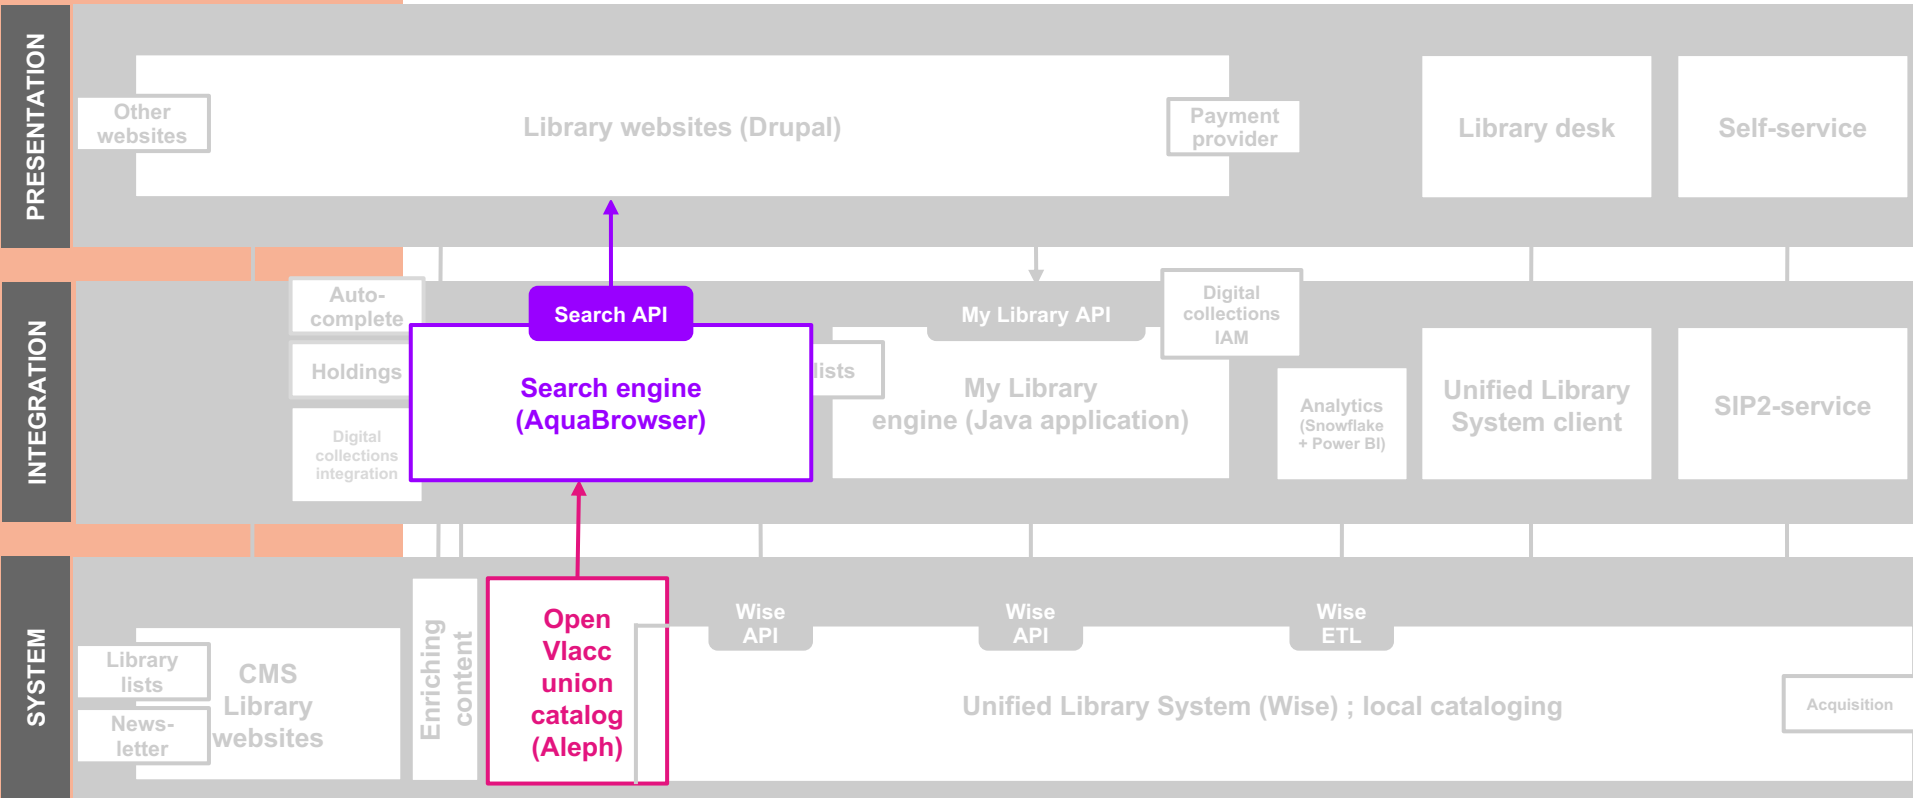 PRESENTATION
Other
websites
Library websites (Drupal)
Payment
provider
Library desk
Self-service
INTEGRATION
Auto-
complete
Holdings
Digital
collections
integration
Search API
Search engine
(AquaBrowser)
lists
My Library API
My Library
engine (Java application)
Digital
collections
IAM
Analytics
(Snowflake
+ Power BI)
Unified Library
System client
SIP2-service
SYSTEM
Library
lists
News-
letter
CMS
Library
websites
Enriching
content
Open
Vlacc
union
catalog
(Aleph)
Wise
API
Wise
API
Wise
ETL
Unified Library System (Wise) ; local cataloging
Acquisition